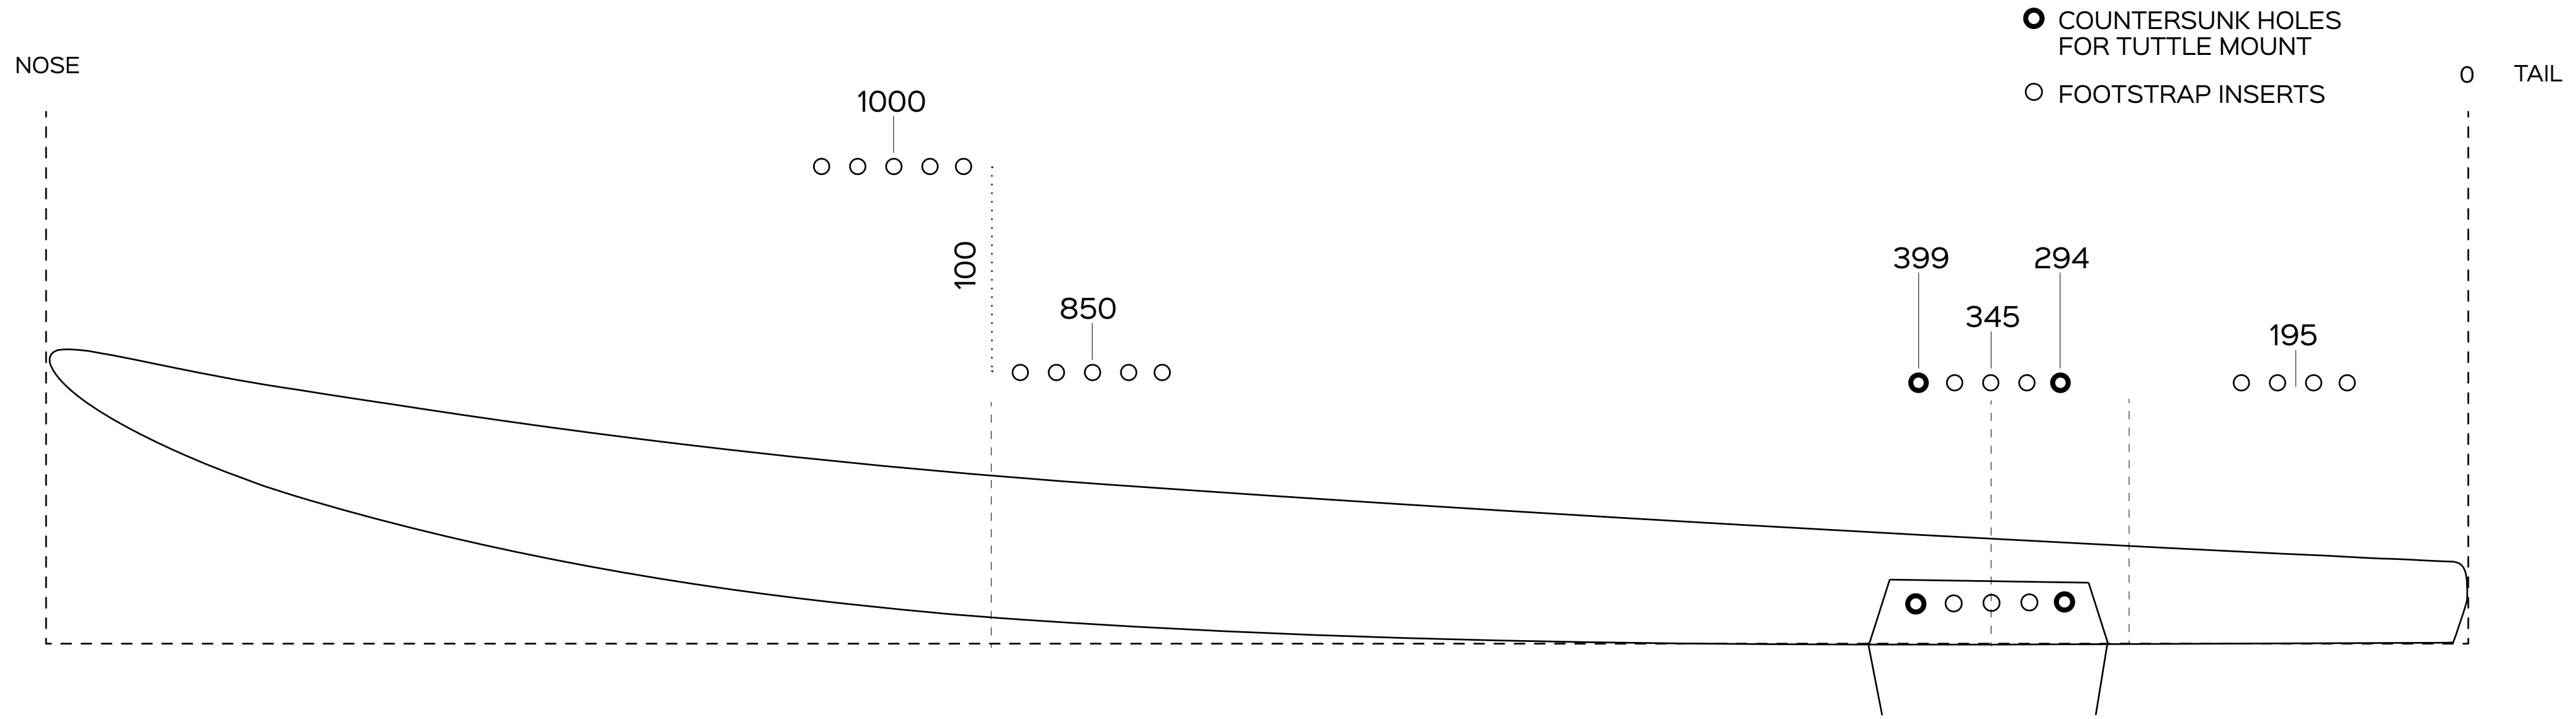 COUNTERSUNK HOLES
FOR TUTTLE MOUNT
NOSE
0
TAIL
FOOTSTRAP INSERTS
1000
100
850
399
294
345
195